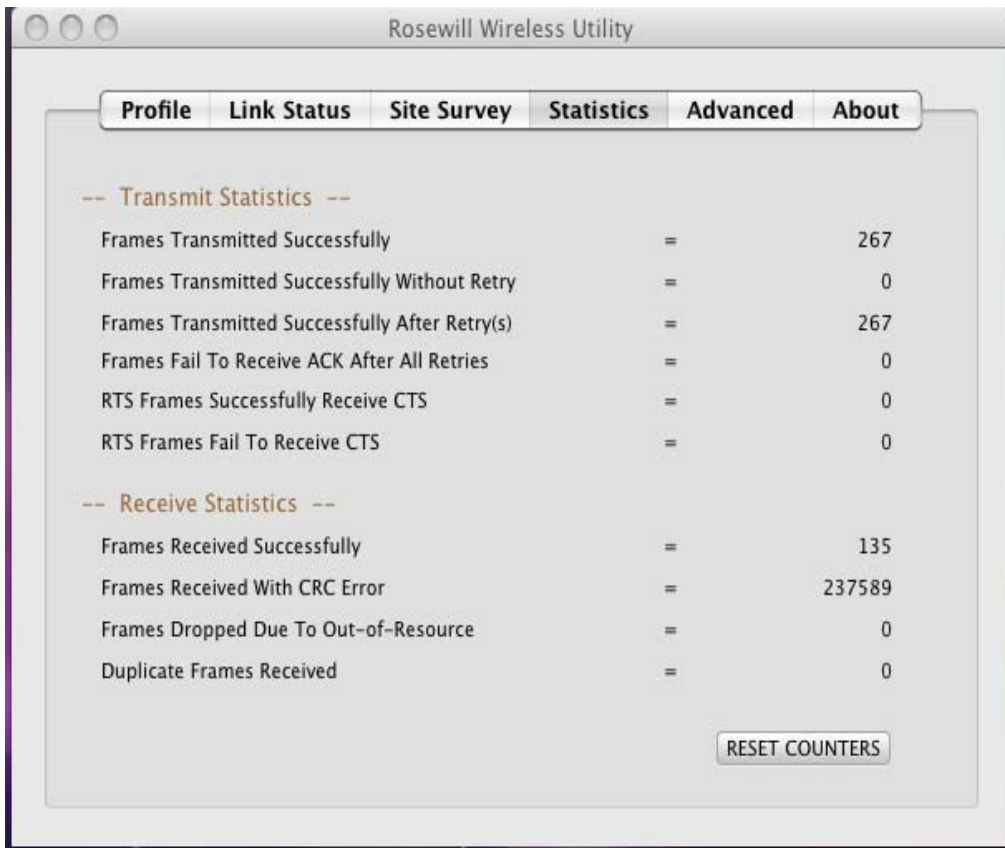 Rosewill Wireless Utility
Profile Link Status Site Survey Statistics Advanced About
-- Transmit Statistics --
Frames Transmitted Successfully = 267
Frames Transmitted Successfully Without Retry = 0
Frames Transmitted Successfully After Retry(s) = 267
Frames Fail To Receive ACK After All Retries = 0
RTS Frames Successfully Receive CTS = 0
RTS Frames Fail To Receive CTS = 0
-- Receive Statistics --
Frames Received Successfully = 135
Frames Received With CRC Error = 237589
Frames Dropped Due To Out-of-Resource = 0
Duplicate Frames Received = 0
RESET COUNTERS